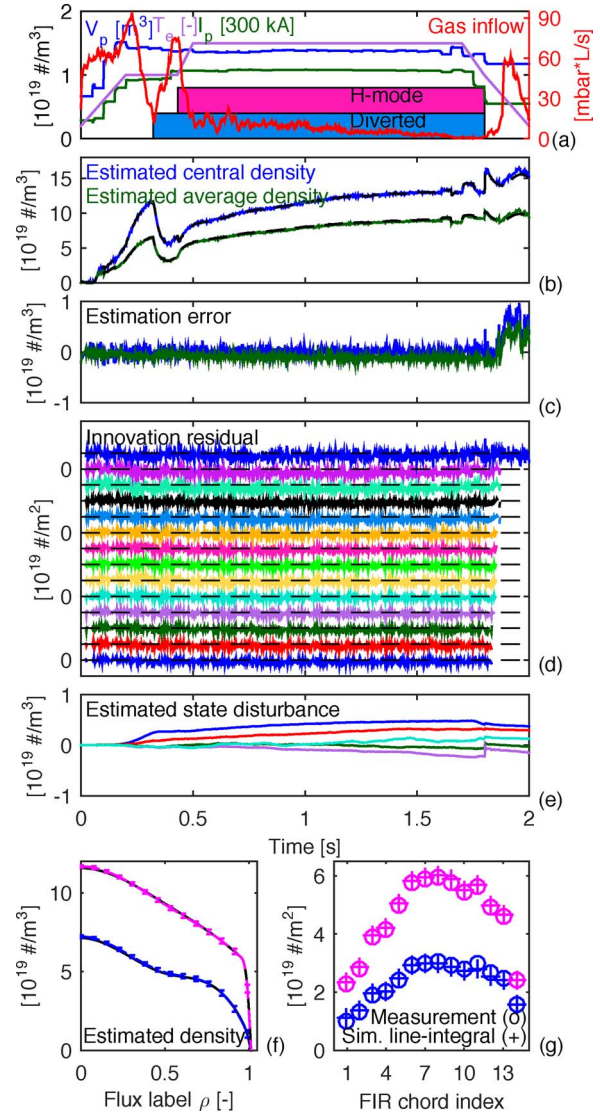 V_p [m^3] T_e [-] I_p [300 kA] Gas inflow
2
1
0
[10^19 #/m^3]
90
60
30
0
[mbar*L/s]
H-mode
Diverted
(a)
Estimated central density
Estimated average density
15
10
5
0
[10^19 #/m^3]
(b)
Estimation error
1
0
-1
[10^19 #/m^3]
(c)
Innovation residual
0
0
0
0
[10^19 #/m^2]
(d)
Estimated state disturbance
1
0
-1
[10^19 #/m^3]
(e)
0 0.5 1 1.5 2
Time [s]
10
5
0
[10^19 #/m^3]
Estimated density
(f)
0 0.5 1
Flux label ρ [-]
6
4
2
0
[10^19 #/m^2]
Measurement (o)
Sim. line-integral (+)
(g)
1 4 7 10 13
FIR chord index